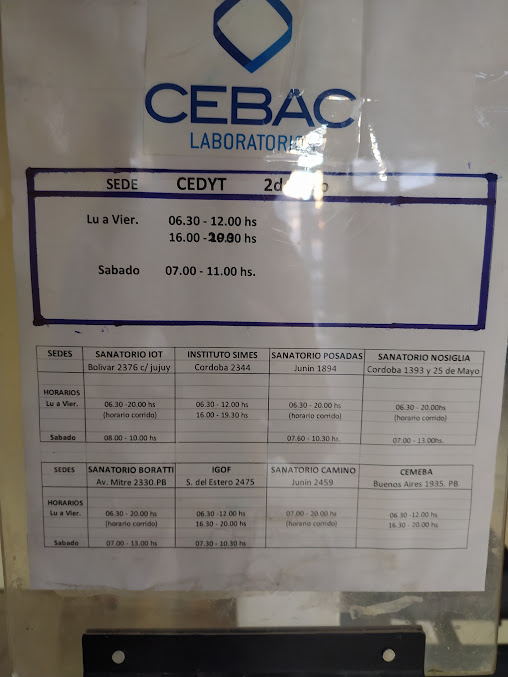 CEBAC
LABORATORIOS
SEDE CEDYT
Lu a Vier. 06.30 - 12.00 hs
16.00 - hs
Sabado 07.00 - 11.00 hs.
SEDES SANATORIO IOT INSTITUTO SIMES SANATORIO POSADAS SANATORIO NOSIGLIA
Bolivar 2376 c/ jujuy Cordoba 2344 Junin 1894 Cordoba 1393 y 25 de Mayo
HORARIOS
Lu a Vier. 06.30 -20.00 hs 06.30 - 12.00 hs 06.30 - 20.00 hs 06.30 - 20.00hs
(horario corrido) 16.00 - 19.30 hs (horario corrido) (horario corrido)
Sabado 08.00 - 10.00 hs 07.60 - 10.30 hs. 07.00 - 13.00hs.
SEDES SANATORIO BORATTI IGOF SANATORIO CAMINO CEMEBA
Av. Mitre 2330.PB S. del Estero 2475 Junin 2459 Buenos Aires 1935. PB
HORARIOS
Lu a Vier. 06.30 - 20.00 hs 06.30 -12.00 hs 07.00 - 20.00 hs 06.30 -12.00 hs
(horario corrido) 16.30 - 20.00 hs (horario corrido) 16.30 - 20.00 hs
Sabado 07.00 - 13.00 hs 07.30 - 10.30 hs